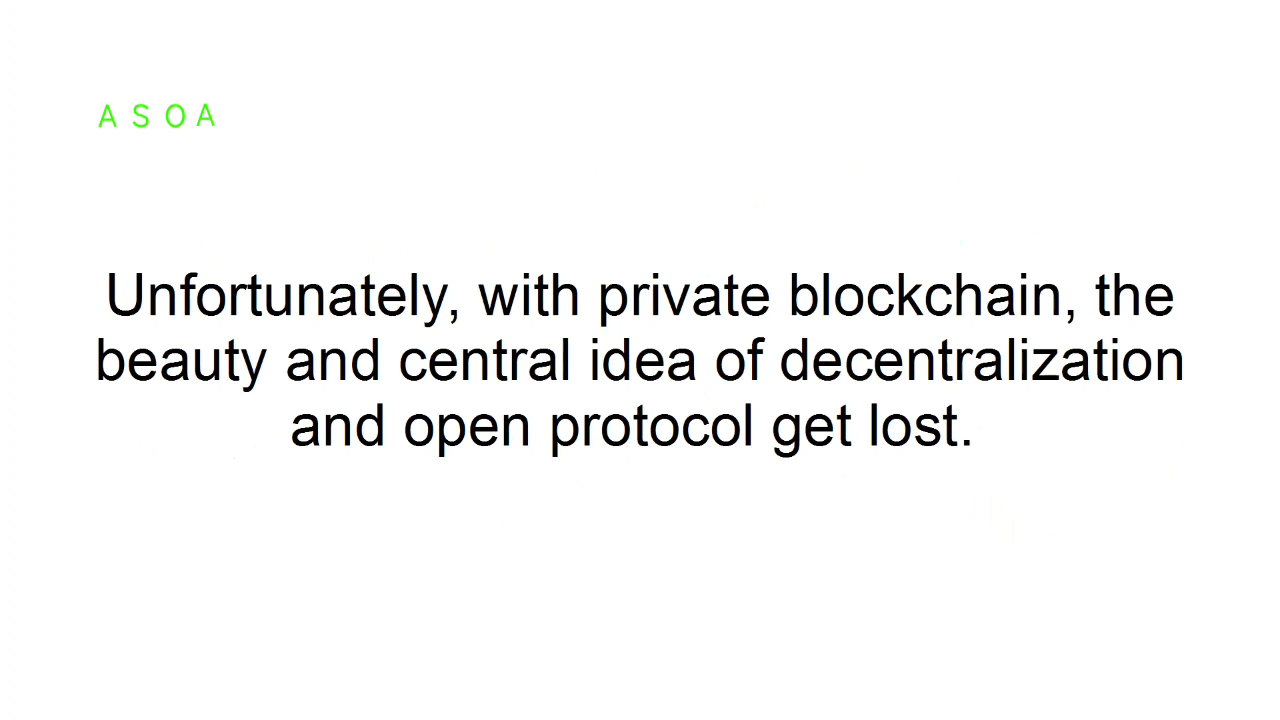 A S O A
Unfortunately, with private blockchain, the
beauty and central idea of decentralization
and open protocol get lost.